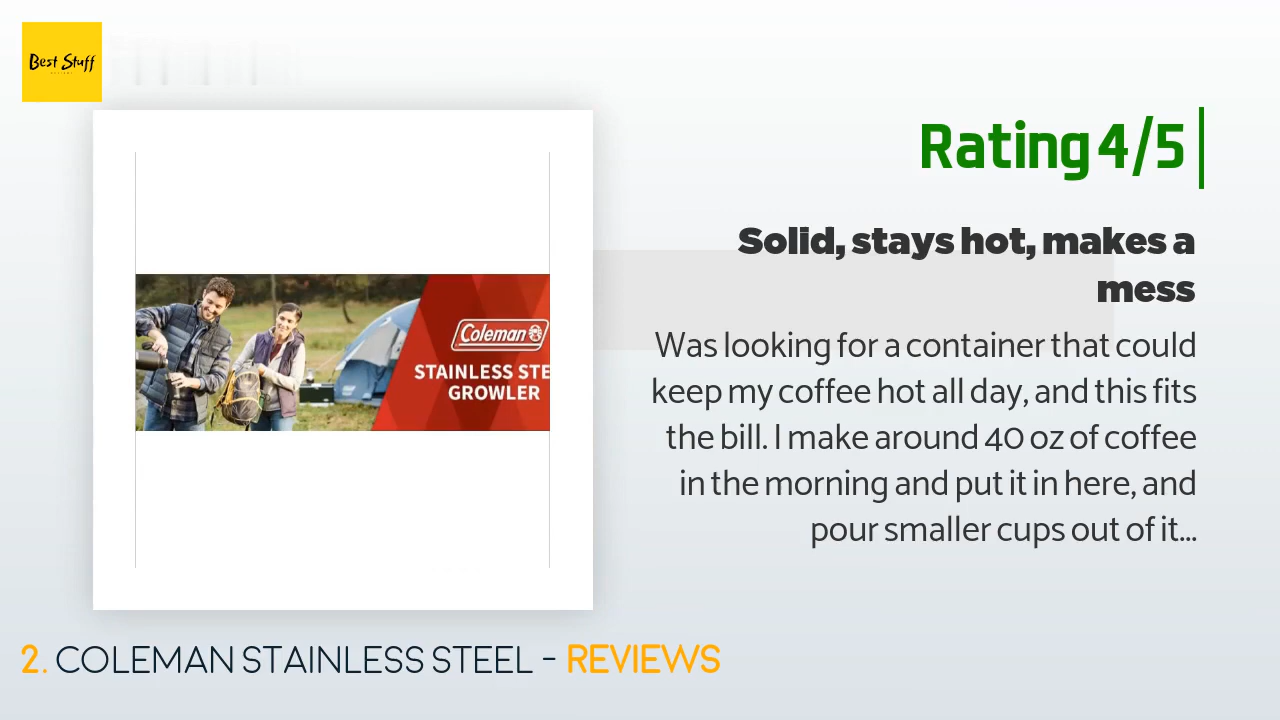 Best Stuff
Rating 4/5
Solid, stays hot, makes a
mess
Was looking for a container that could
keep my coffee hot all day, and this fits
the bill. I make around 40 oz of coffee
in the morning and put it in here, and
pour smaller cups out of it...
Coleman
STAINLESS STE
GROWLER
2. COLEMAN STAINLESS STEEL - REVIEWS